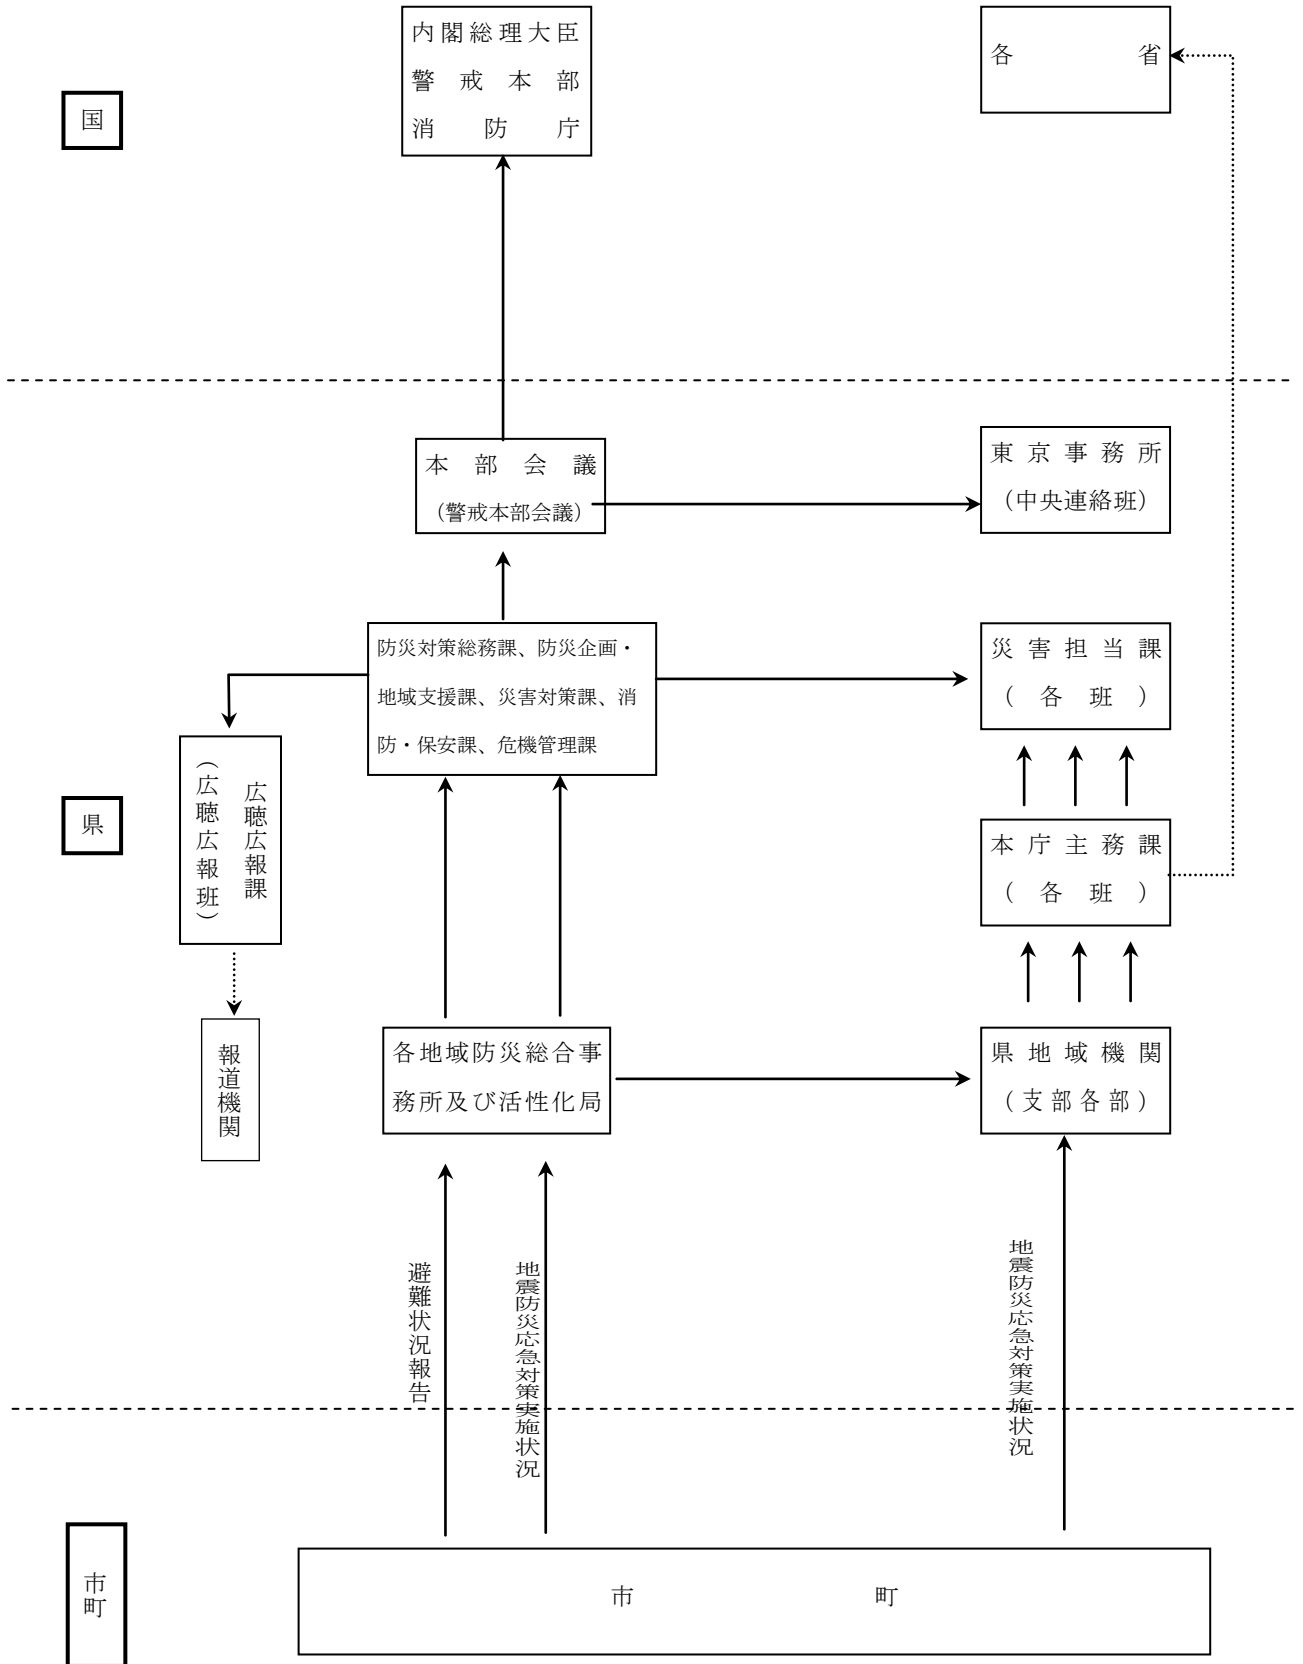 内閣総理大臣
警戒本部
消防庁
各省
国
本部会議
(警戒本部会議)
東京事務所
(中央連絡班)
防災対策総務課、防災企画・
地域支援課、災害対策課、消
防・保安課、危機管理課
災害担当課
(各班)
広聴広報課
(広聴広報班)
県
本庁主務課
(各班)
報道機関
各地域防災総合事
務所及び活性化局
県地域機関
(支部各部)
避難状況報告
地震防災応急対策実施状況
地震防災応急対策実施状況
市町
市町